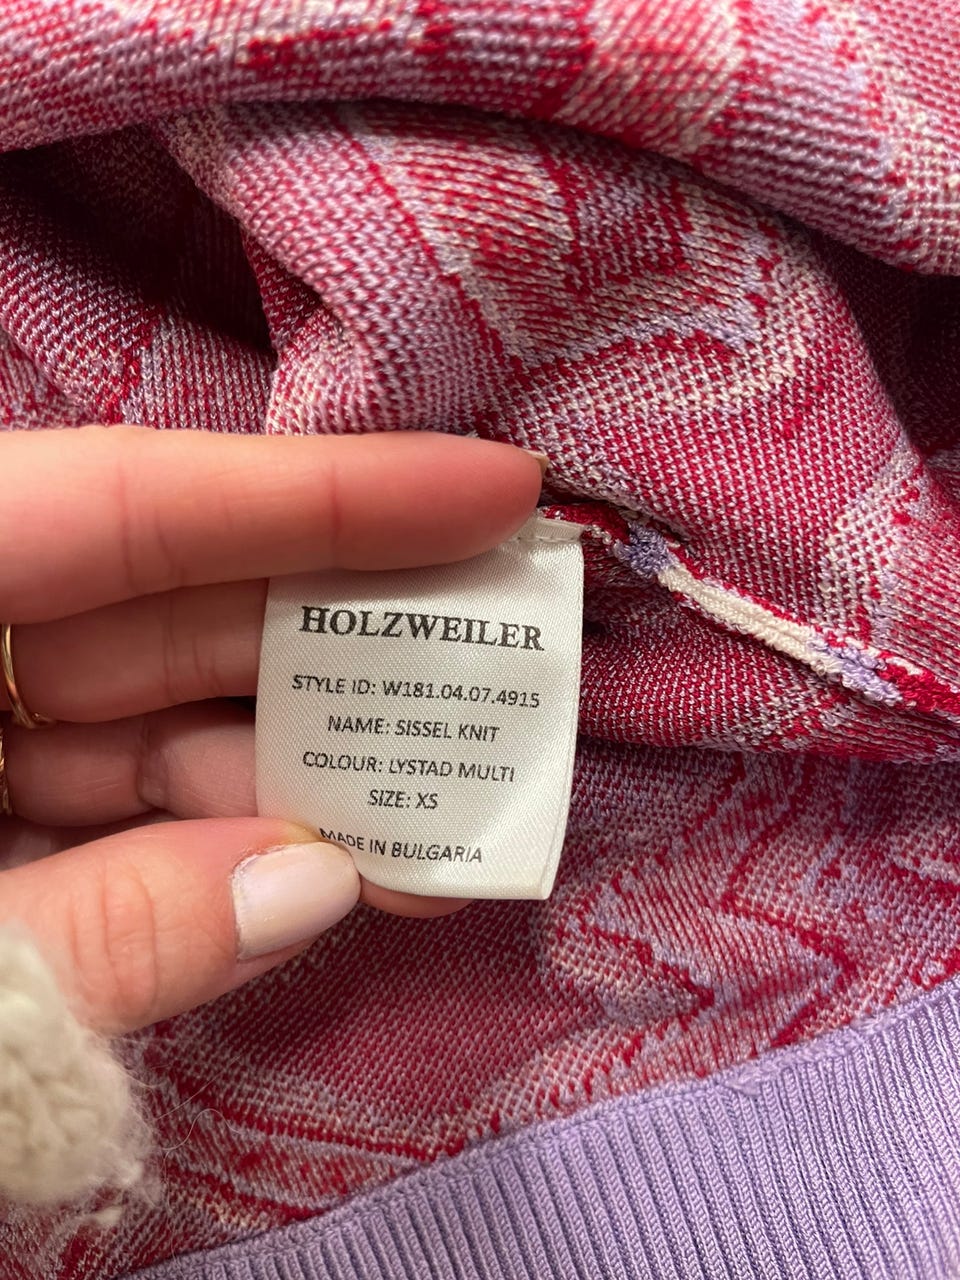 HOLZWEILER
STYLE ID: W181.04.07.4915
NAME: SISSEL KNIT
COLOUR: LYSTAD MULTI
SIZE: XS
MADE IN BULGARIA